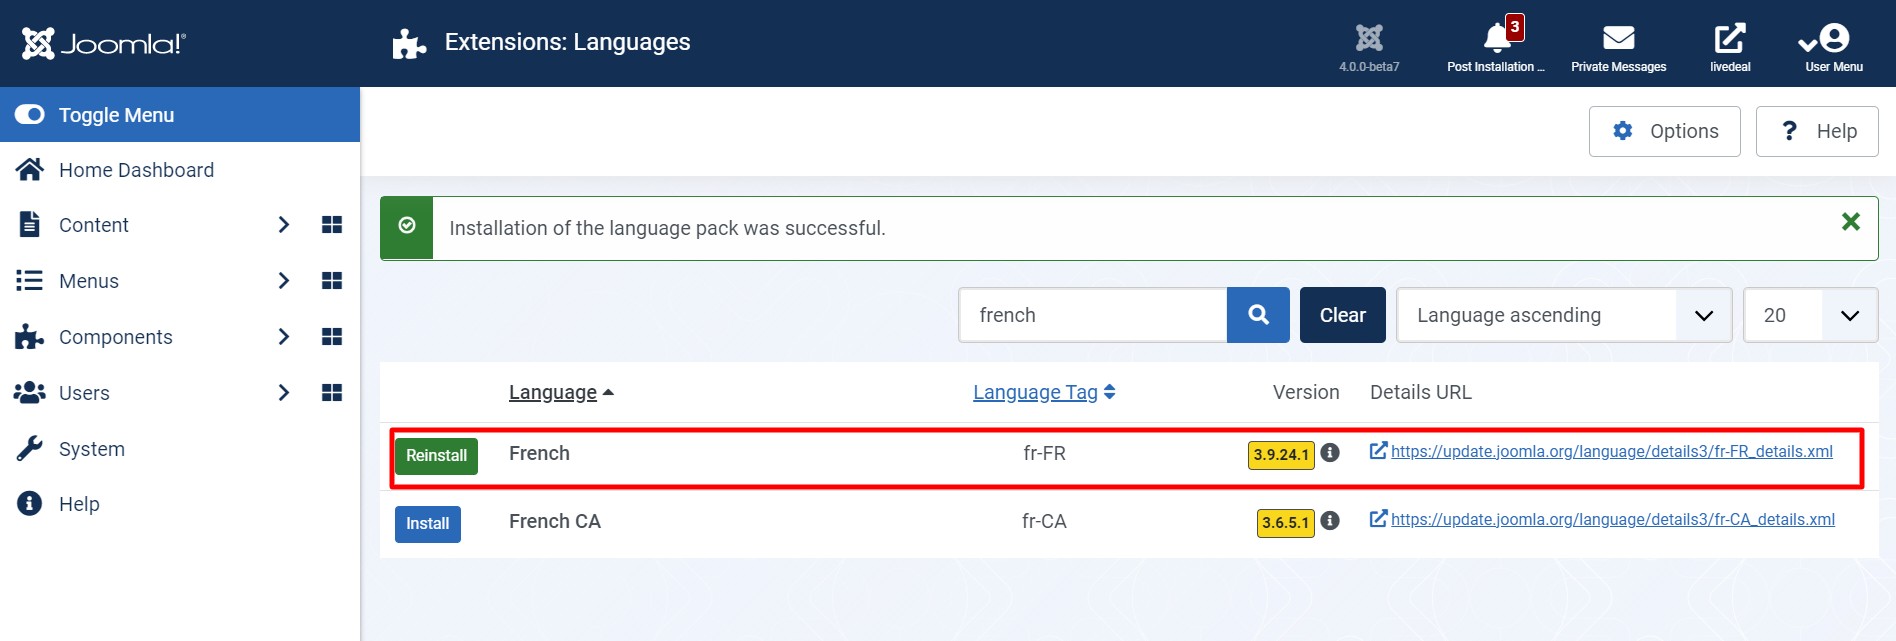 Joomla!®
Extensions: Languages
4.0.0-beta7
3
Post Installation ...
Private Messages
livedeal
User Menu
Toggle Menu
Home Dashboard
Content
Menus
Components
Users
System
Help
Options
? Help
Installation of the language pack was successful.
french
Clear
Language ascending
20
Language
Language Tag
Version
Details URL
Reinstall
French
fr-FR
3.9.24.1
https://update.joomla.org/language/details3/fr-FR_details.xml
Install
French CA
fr-CA
3.6.5.1
https://update.joomla.org/language/details3/fr-CA_details.xml